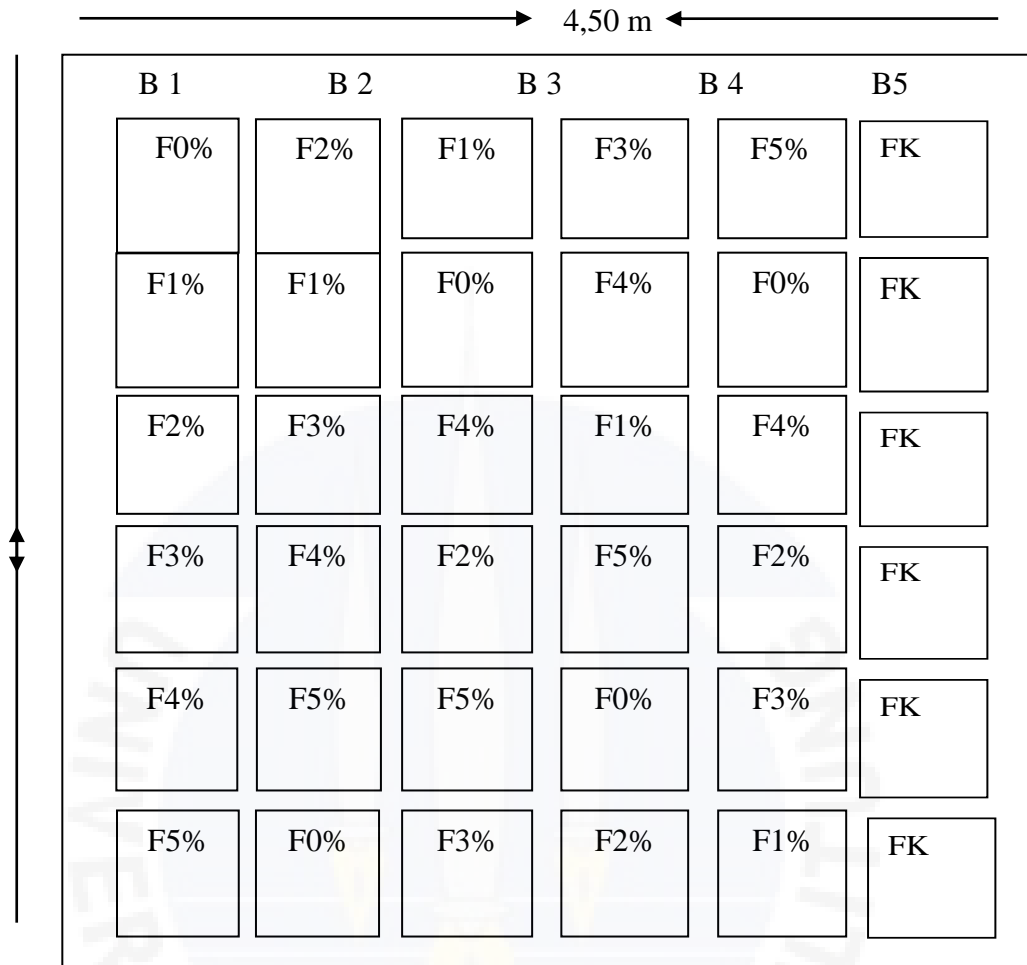 4,50 m
B 1 B 2 B 3 B 4 B5
F0% F2% F1% F3% F5% FK
F1% F1% F0% F4% F0% FK
F2% F3% F4% F1% F4% FK
F3% F4% F2% F5% F2% FK
F4% F5% F5% F0% F3% FK
F5% F0% F3% F2% F1% FK